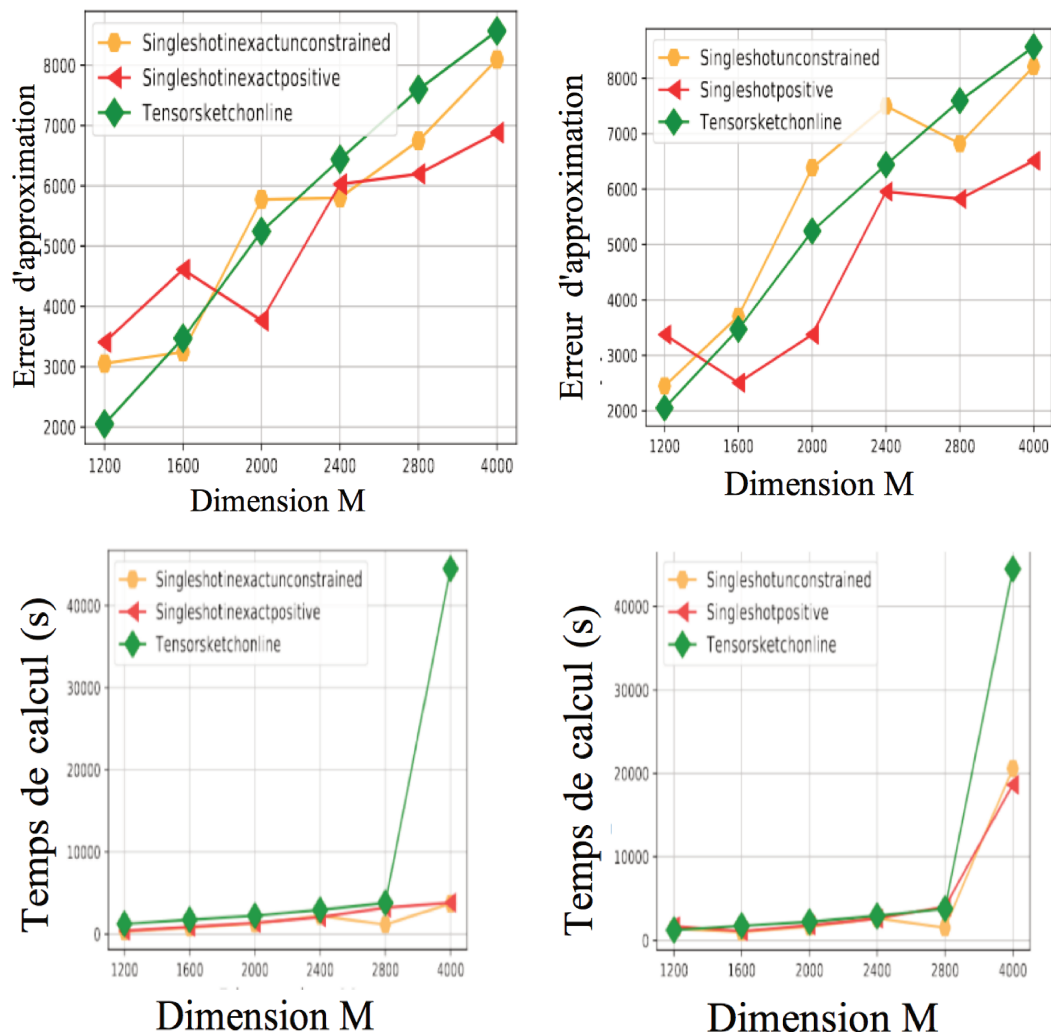 Singleshotinexactunconstrained
Singleshotinexactpositive
Tensorsketchonline
Erreur d'approximation
8000
7000
6000
5000
4000
3000
2000
1200 1600 2000 2400 2800 4000
Dimension M
Singleshotunconstrained
Singleshotpositive
Tensorsketchonline
Erreur d'approximation
8000
7000
6000
5000
4000
3000
2000
1200 1600 2000 2400 2800 4000
Dimension M
Singleshotinexactunconstrained
Singleshotinexactpositive
Tensorsketchonline
Temps de calcul (s)
40000
30000
20000
10000
0
1200 1600 2000 2400 2800 4000
Dimension M
Singleshotunconstrained
Singleshotpositive
Tensorsketchonline
Temps de calcul (s)
40000
30000
20000
10000
0
1200 1600 2000 2400 2800 4000
Dimension M